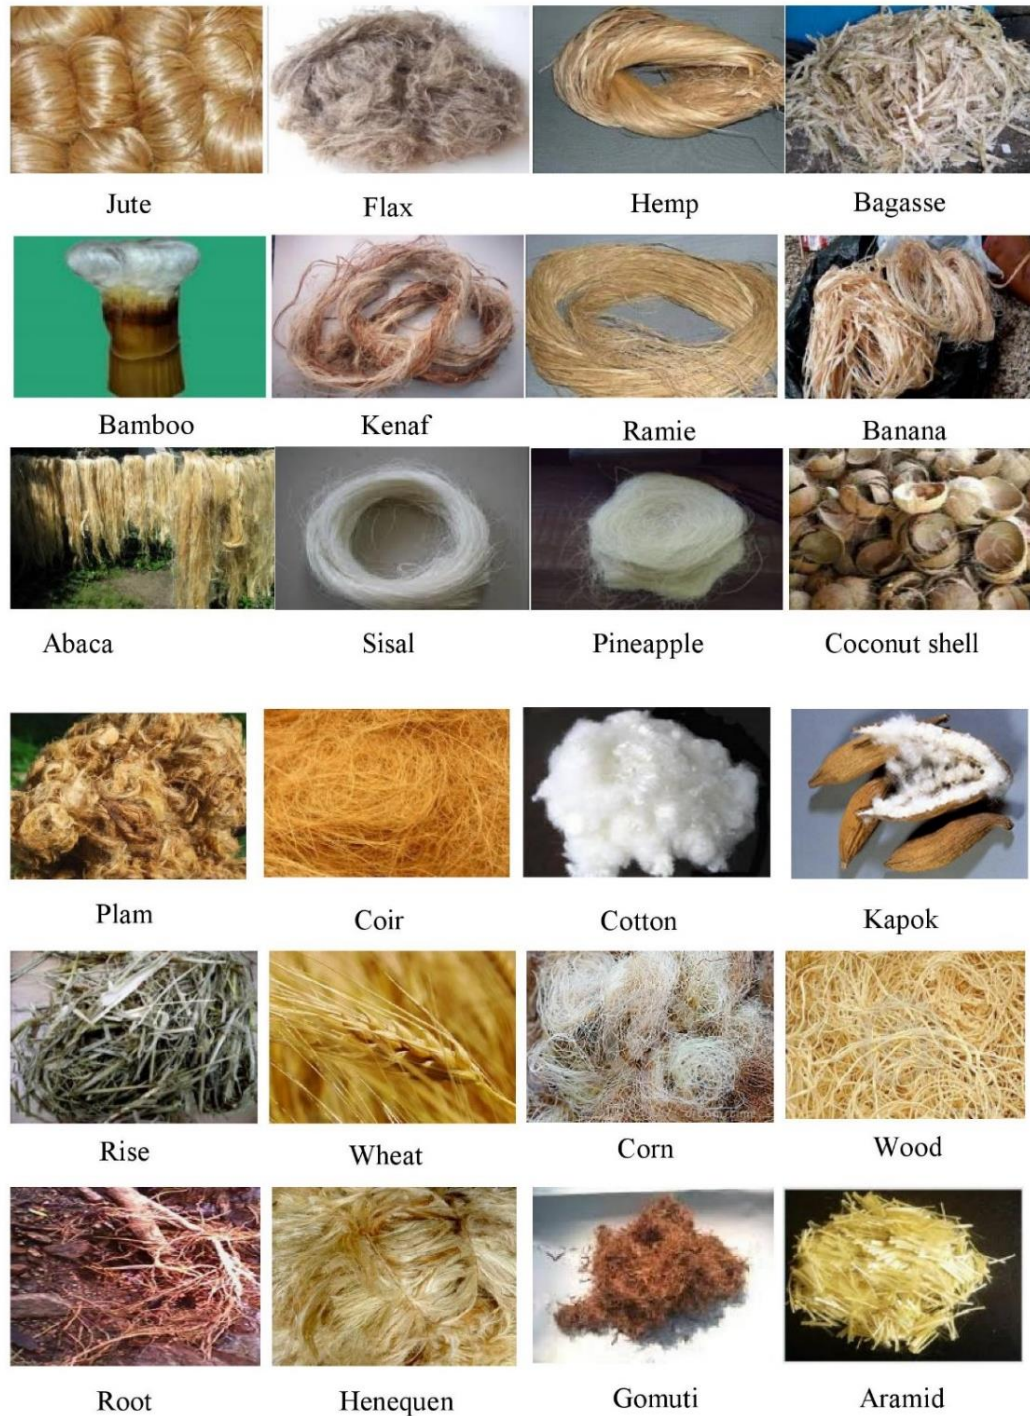 Jute Flax Hemp Bagasse
Bamboo Kenaf Ramie Banana
Abaca Sisal Pineapple Coconut shell
Plam Coir Cotton Kapok
Rise Wheat Corn Wood
Root Henequen Gomuti Aramid